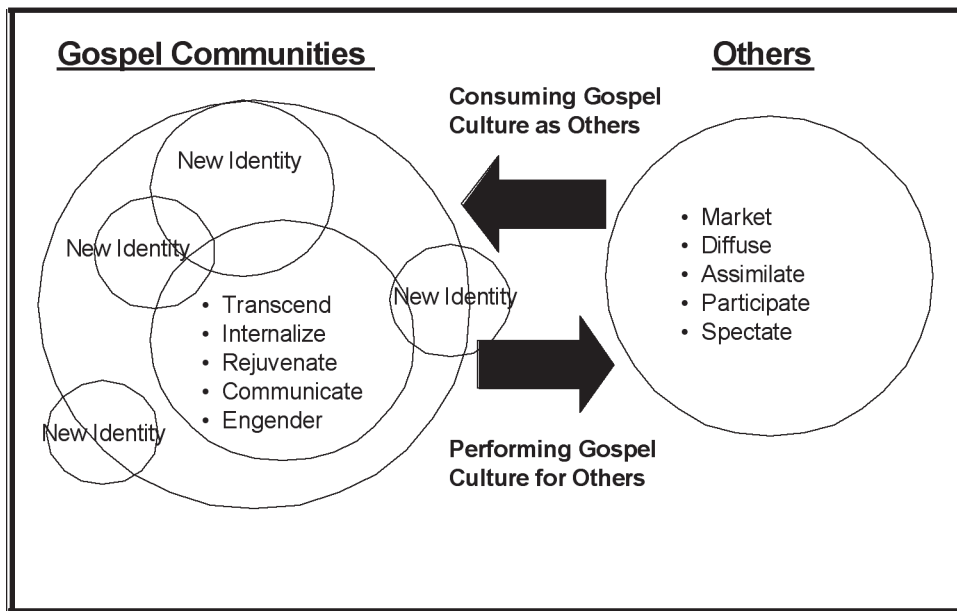 Gospel Communities
Others
Consuming Gospel
Culture as Others
New Identity
New Identity
New Identity
New Identity
• Transcend
• Internalize
• Rejuvenate
• Communicate
• Engender
• Market
• Diffuse
• Assimilate
• Participate
• Spectate
Performing Gospel
Culture for Others